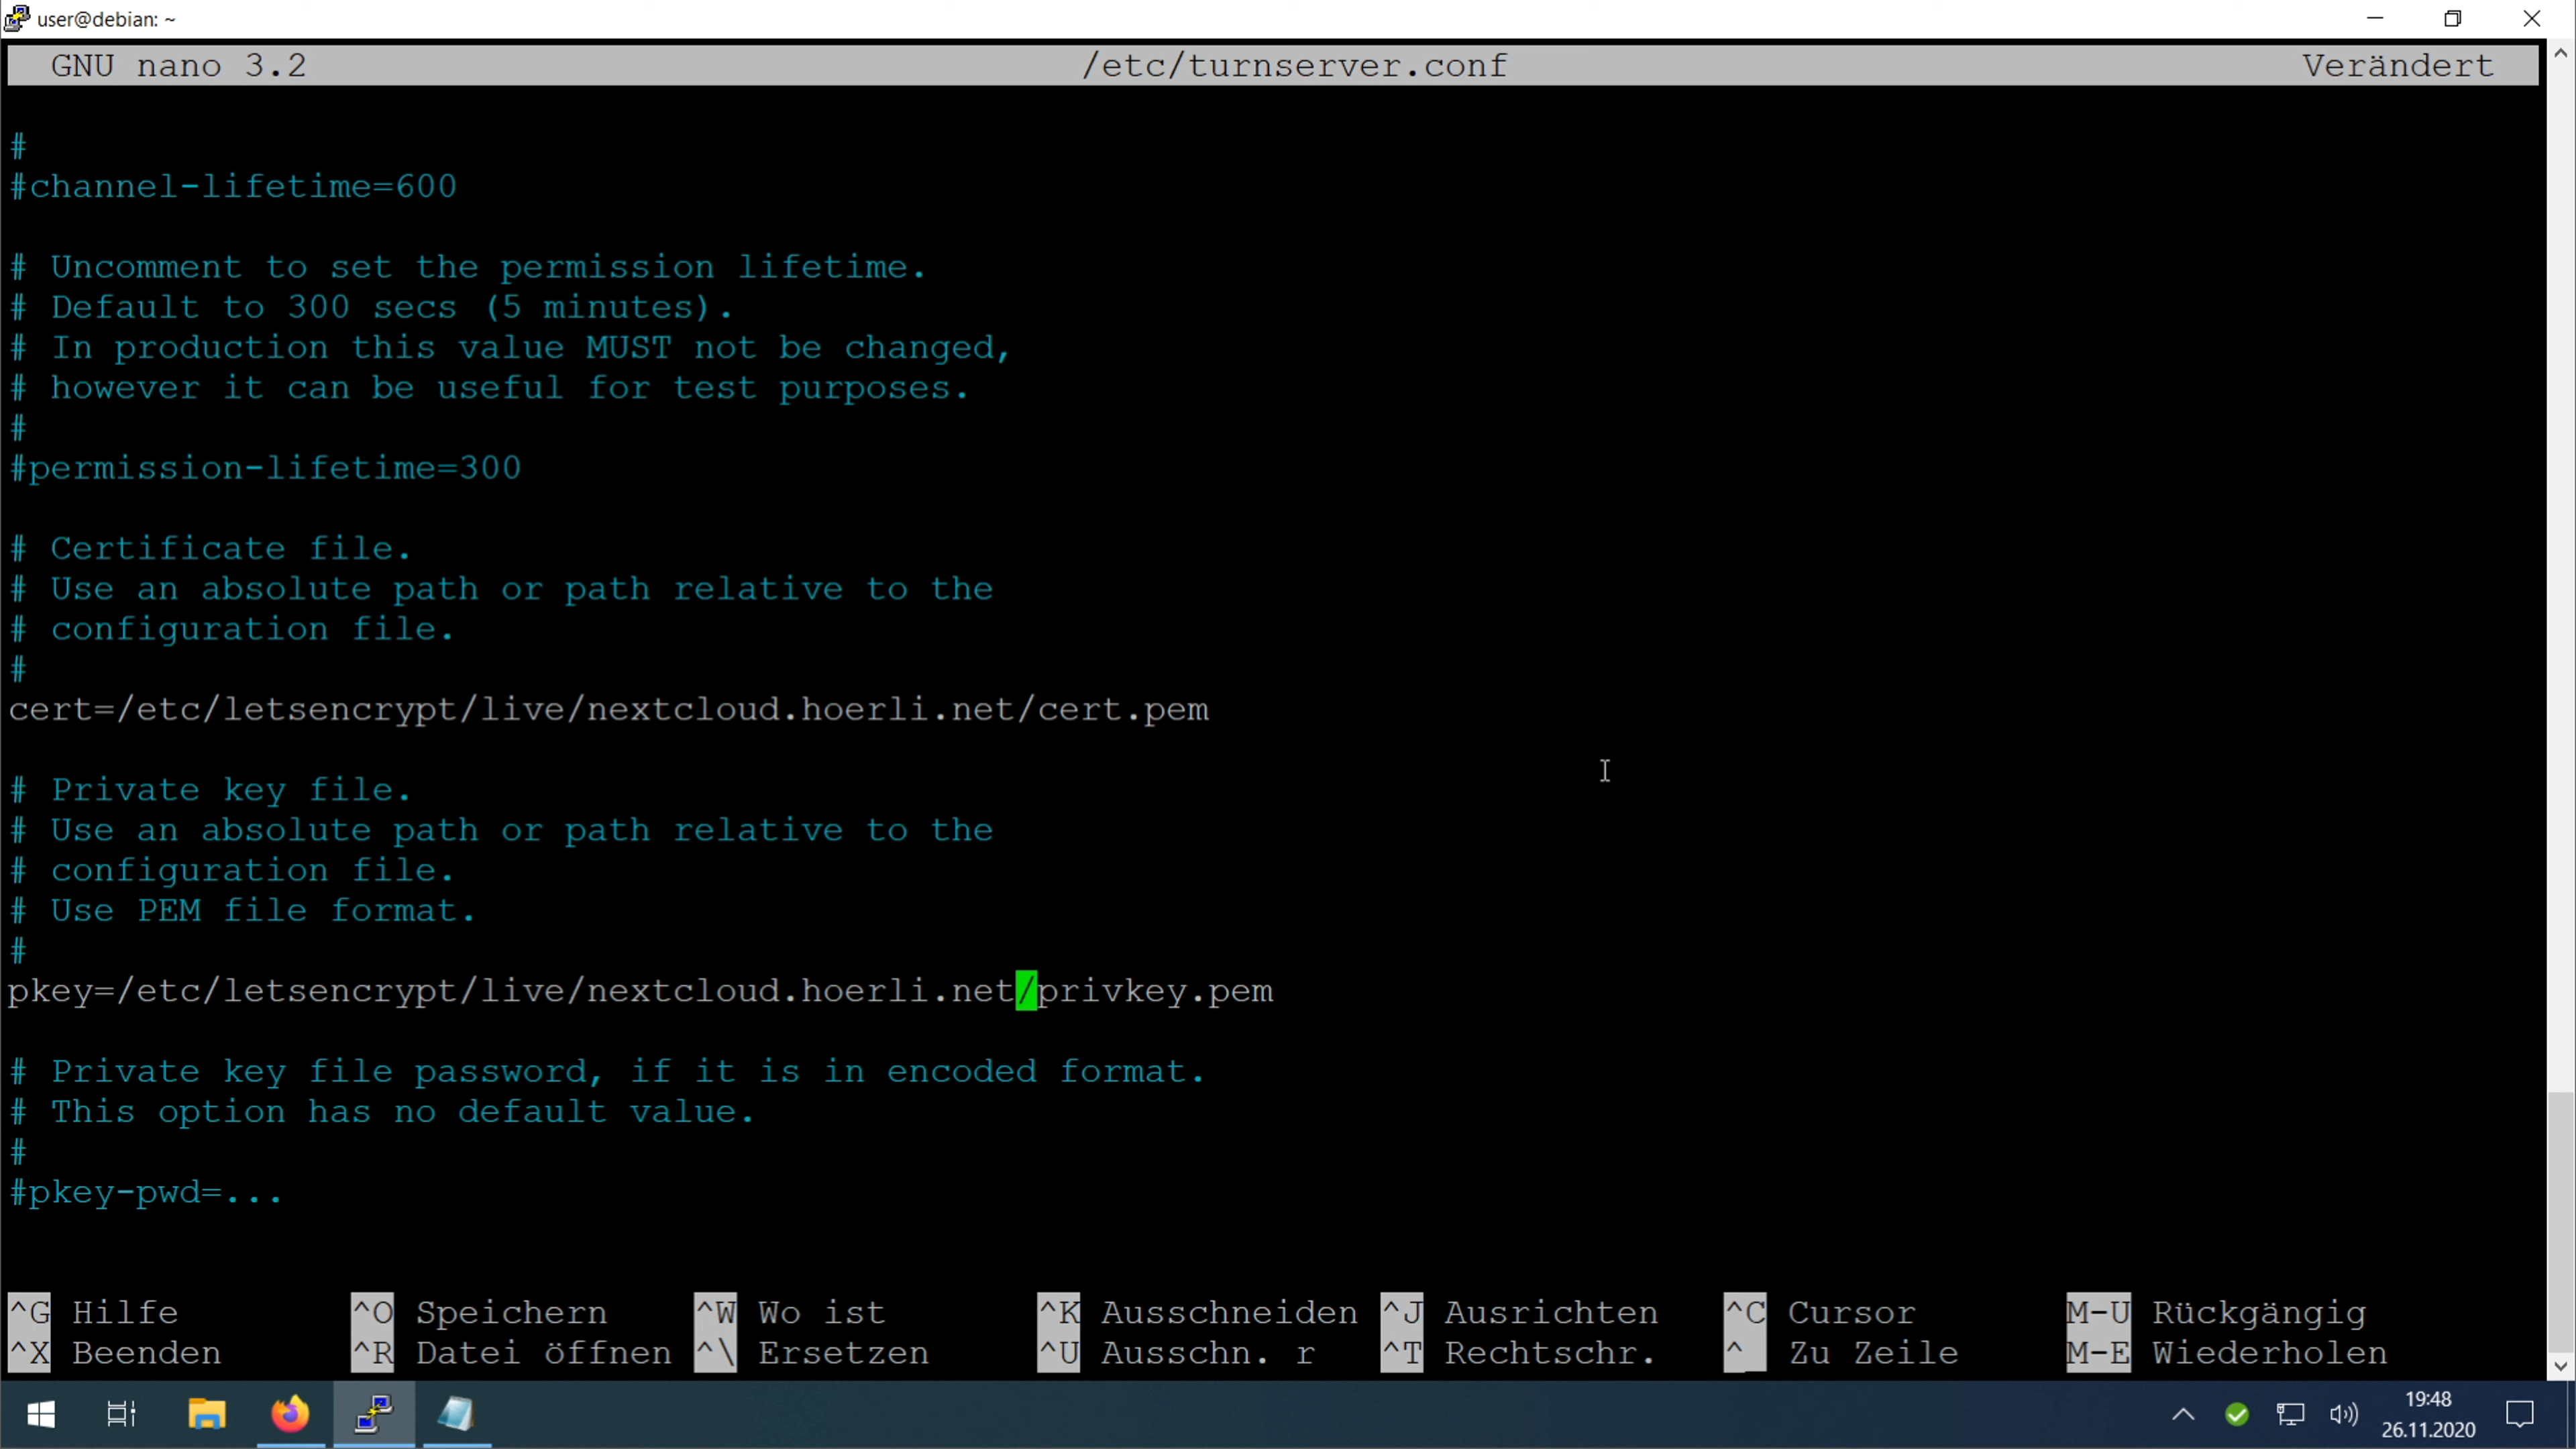 user@debian: ~
GNU nano 3.2 /etc/turnserver.conf Verändert
#
#channel-lifetime=600
# Uncomment to set the permission lifetime.
# Default to 300 secs (5 minutes).
# In production this value MUST not be changed,
# however it can be useful for test purposes.
#
#permission-lifetime=300
# Certificate file.
# Use an absolute path or path relative to the
# configuration file.
#
cert=/etc/letsencrypt/live/nextcloud.hoerli.net/cert.pem
# Private key file.
# Use an absolute path or path relative to the
# configuration file.
# Use PEM file format.
#
pkey=/etc/letsencrypt/live/nextcloud.hoerli.net/privkey.pem
# Private key file password, if it is in encoded format.
# This option has no default value.
#
#pkey-pwd=...
^G Hilfe ^O Speichern ^W Wo ist ^K Ausschneiden ^J Ausrichten ^C Cursor M-U Rückgängig
^X Beenden ^R Datei öffnen ^\ Ersetzen ^U Ausschn. r ^T Rechtschr. ^_ Zu Zeile M-E Wiederholen
19:48
26.11.2020